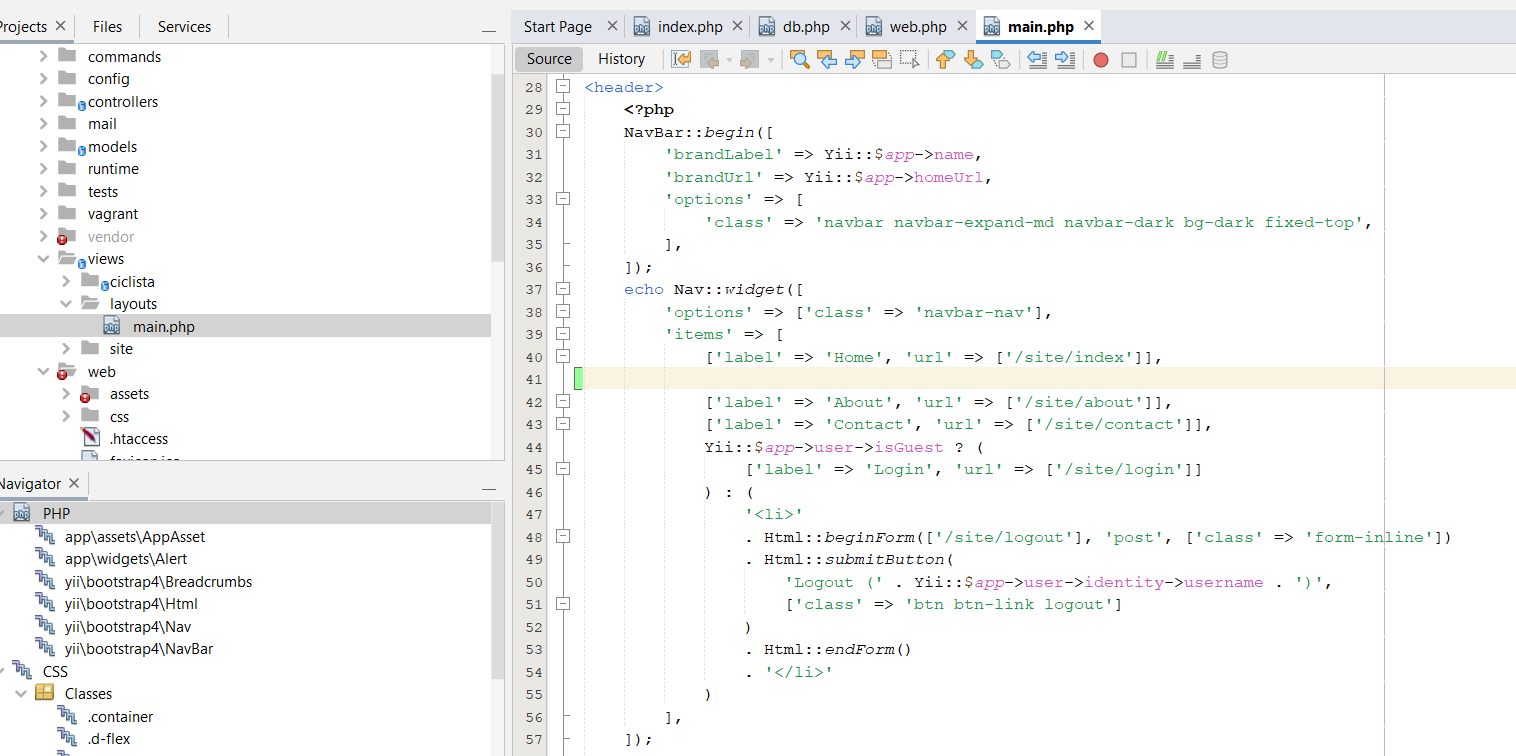 Projects Files Services
commands
config
controllers
mail
models
runtime
tests
vagrant
vendor
views
ciclista
layouts
main.php
site
web
assets
css
.htaccess
Navigator
PHP
app\assets\AppAsset
app\widgets\Alert
yii\bootstrap4\Breadcrumbs
yii\bootstrap4\Html
yii\bootstrap4\Nav
yii\bootstrap4\NavBar
CSS
Classes
.container
.d-flex
Start Page index.php db.php web.php main.php
Source History
28 <header>
29 <?php
30 NavBar::begin([
31 'brandLabel' => Yii::$app->name,
32 'brandUrl' => Yii::$app->homeUrl,
33 'options' => [
34 'class' => 'navbar navbar-expand-md navbar-dark bg-dark fixed-top',
35 ],
36 ]);
37 echo Nav::widget([
38 'options' => ['class' => 'navbar-nav'],
39 'items' => [
40 ['label' => 'Home', 'url' => ['/site/index']],
41
42 ['label' => 'About', 'url' => ['/site/about']],
43 ['label' => 'Contact', 'url' => ['/site/contact']],
44 Yii::$app->user->isGuest ? (
45 ['label' => 'Login', 'url' => ['/site/login']]
46 ) : (
47 '<li>'
48 . Html::beginForm(['/site/logout'], 'post', ['class' => 'form-inline'])
49 . Html::submitButton(
50 'Logout (' . Yii::$app->user->identity->username . ')',
51 ['class' => 'btn btn-link logout']
52 )
53 . Html::endForm()
54 . '</li>'
55 )
56 ],
57 ]);